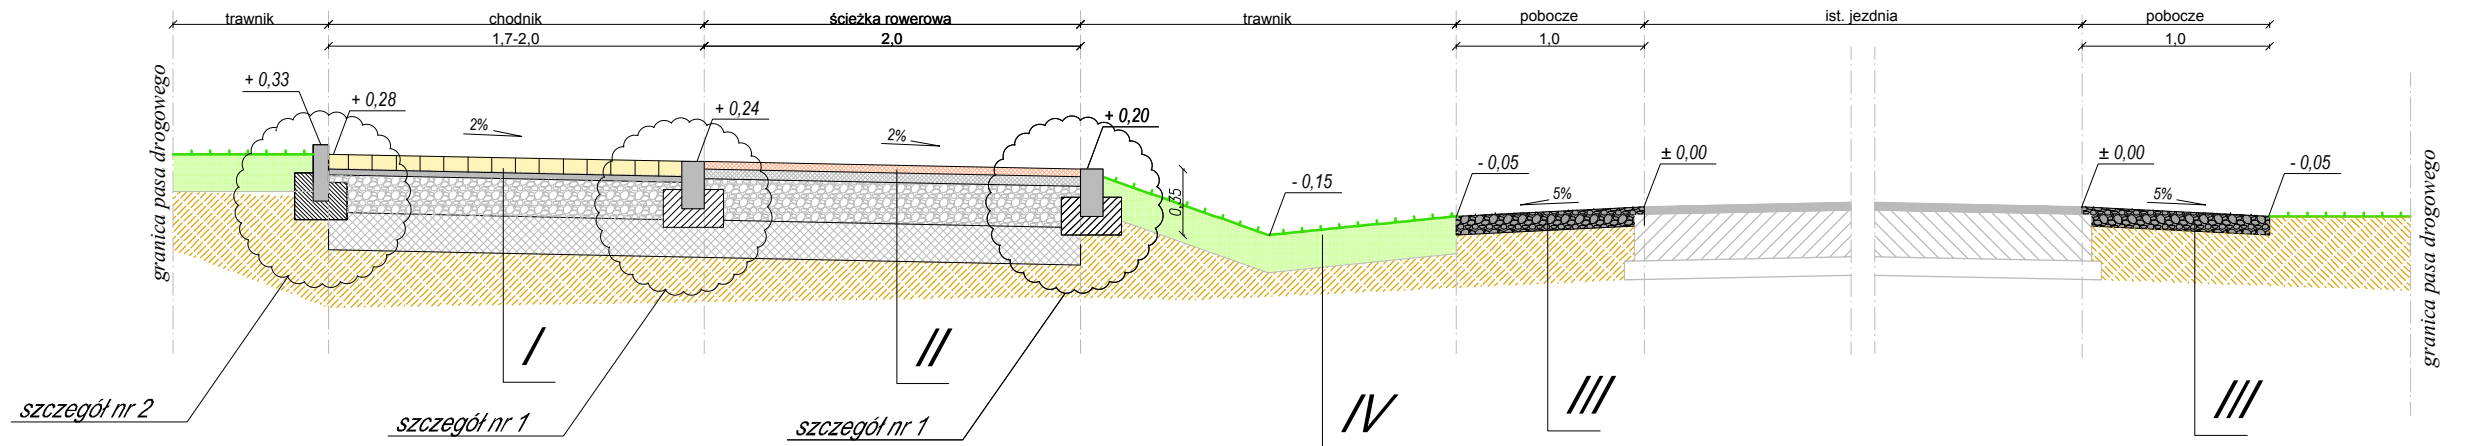 trawnik
chodnik
ścieżka rowerowa
trawnik
pobocze
ist. jezdnia
pobocze
1,7-2,0
2,0
1,0
1,0
granica pasa drogowego
+ 0,33
+ 0,28
2%
+ 0,24
2%
+ 0,20
0,35
- 0,15
- 0,05
5%
± 0,00
± 0,00
5%
- 0,05
granica pasa drogowego
I
II
III
IV
III
szczegół nr 2
szczegół nr 1
szczegół nr 1